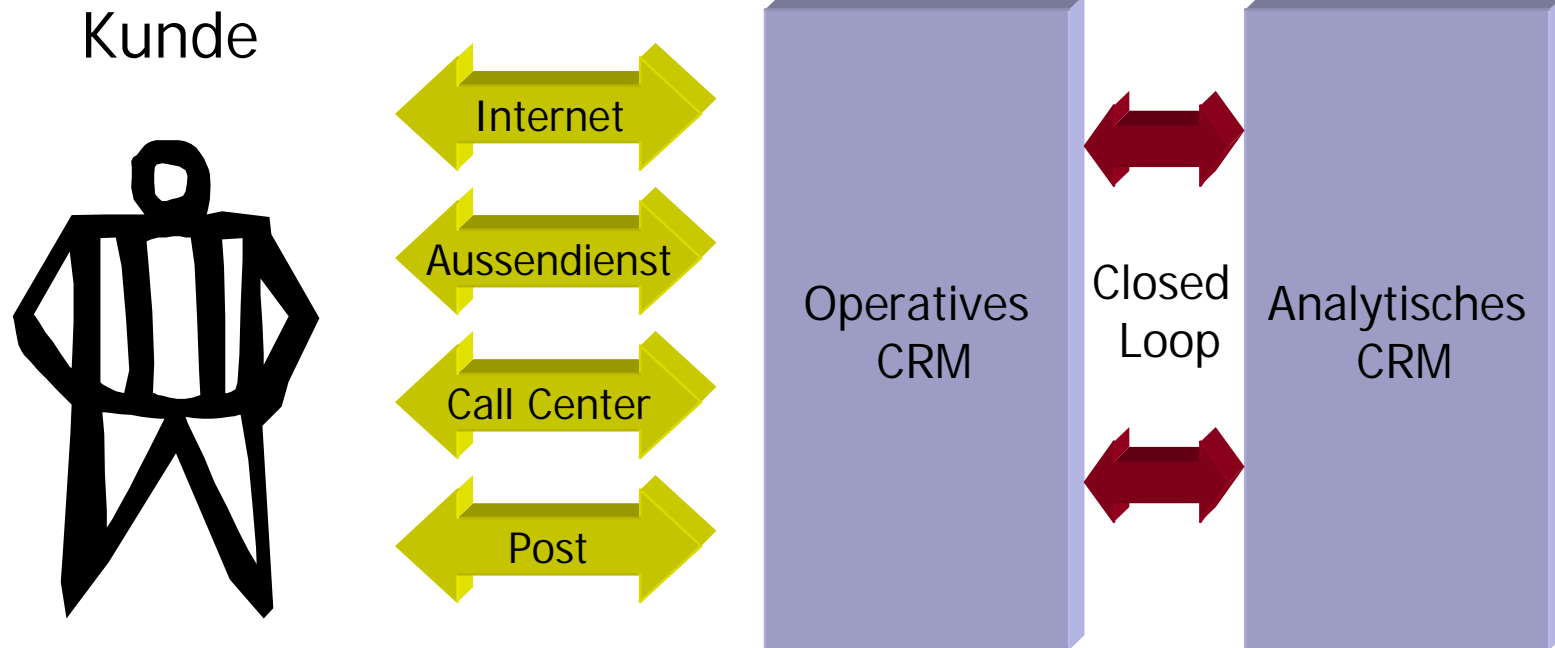 Kunde
Internet
Aussendienst
Call Center
Post
Operatives
CRM
Closed
Loop
Analytisches
CRM